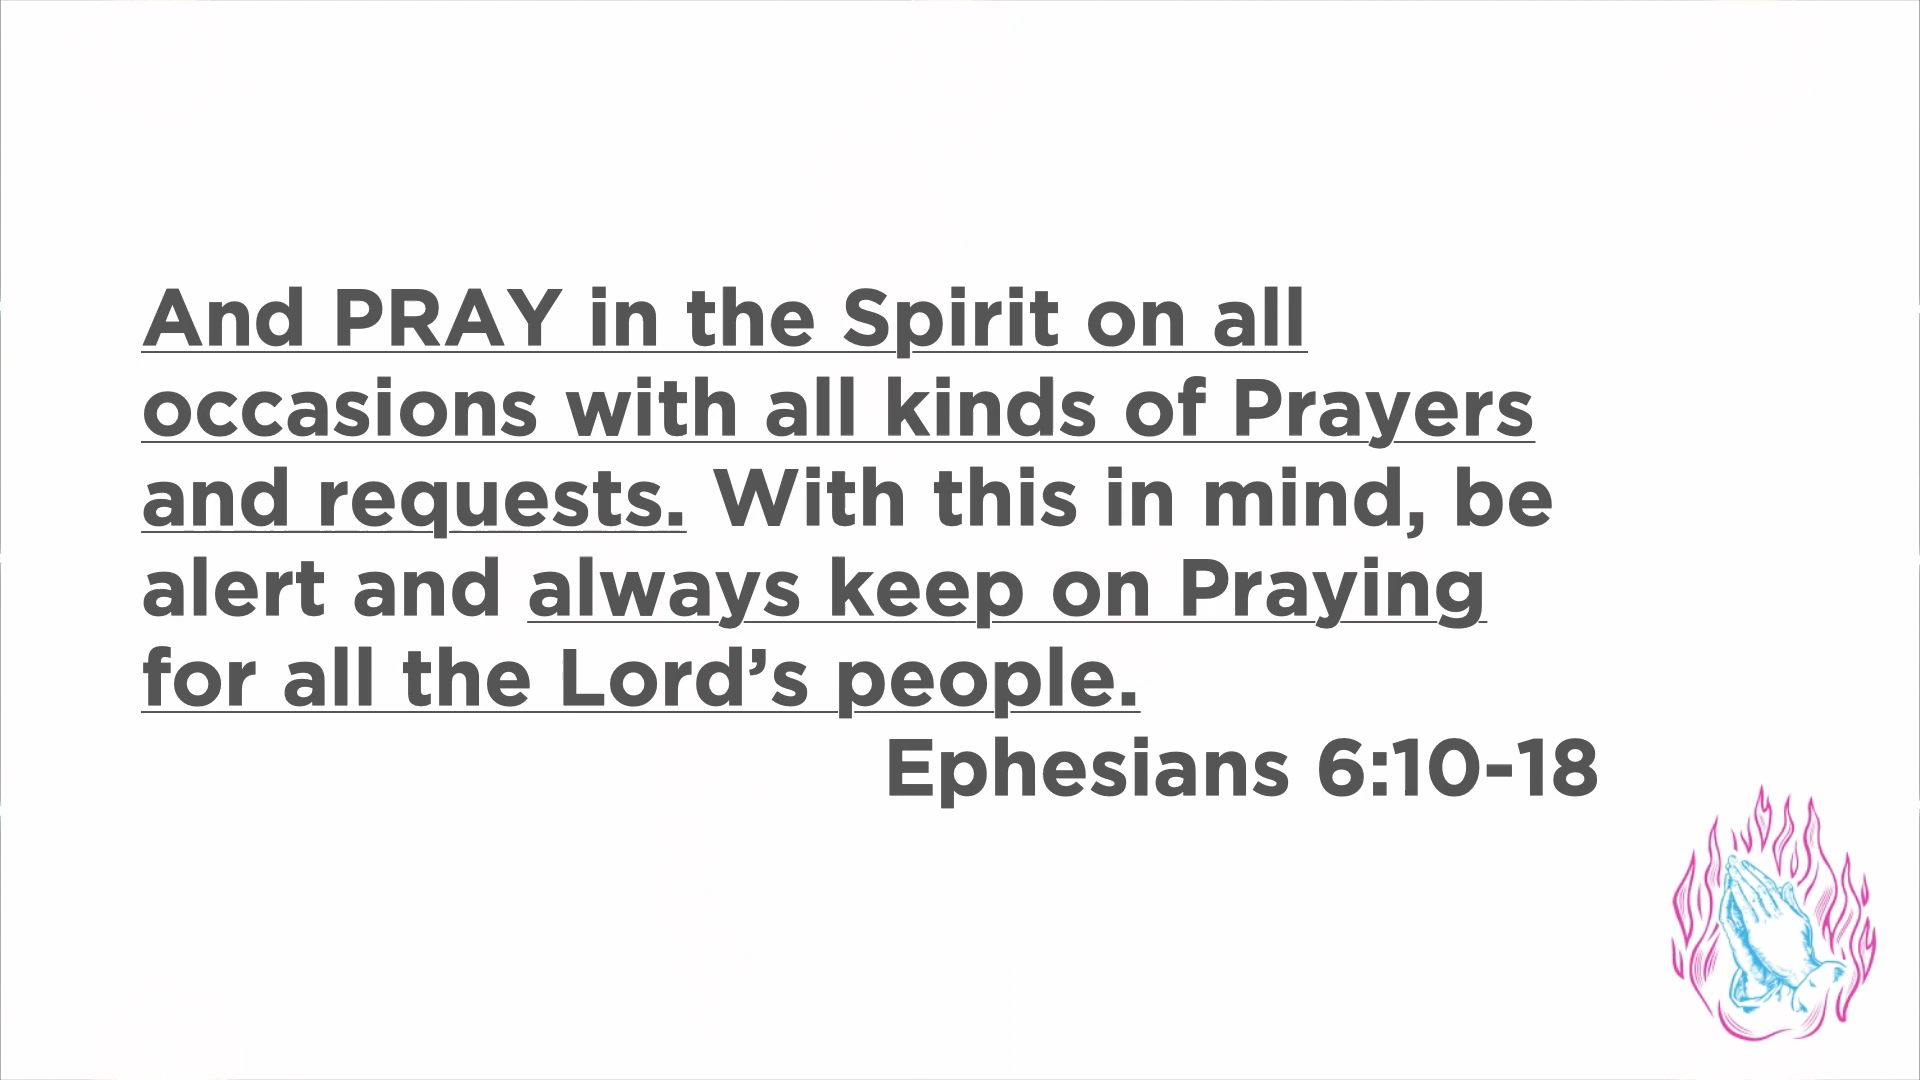 And PRAY in the Spirit on all
occasions with all kinds of Prayers
and requests. With this in mind, be
alert and always keep on Praying
for all the Lord’s people.
Ephesians 6:10-18